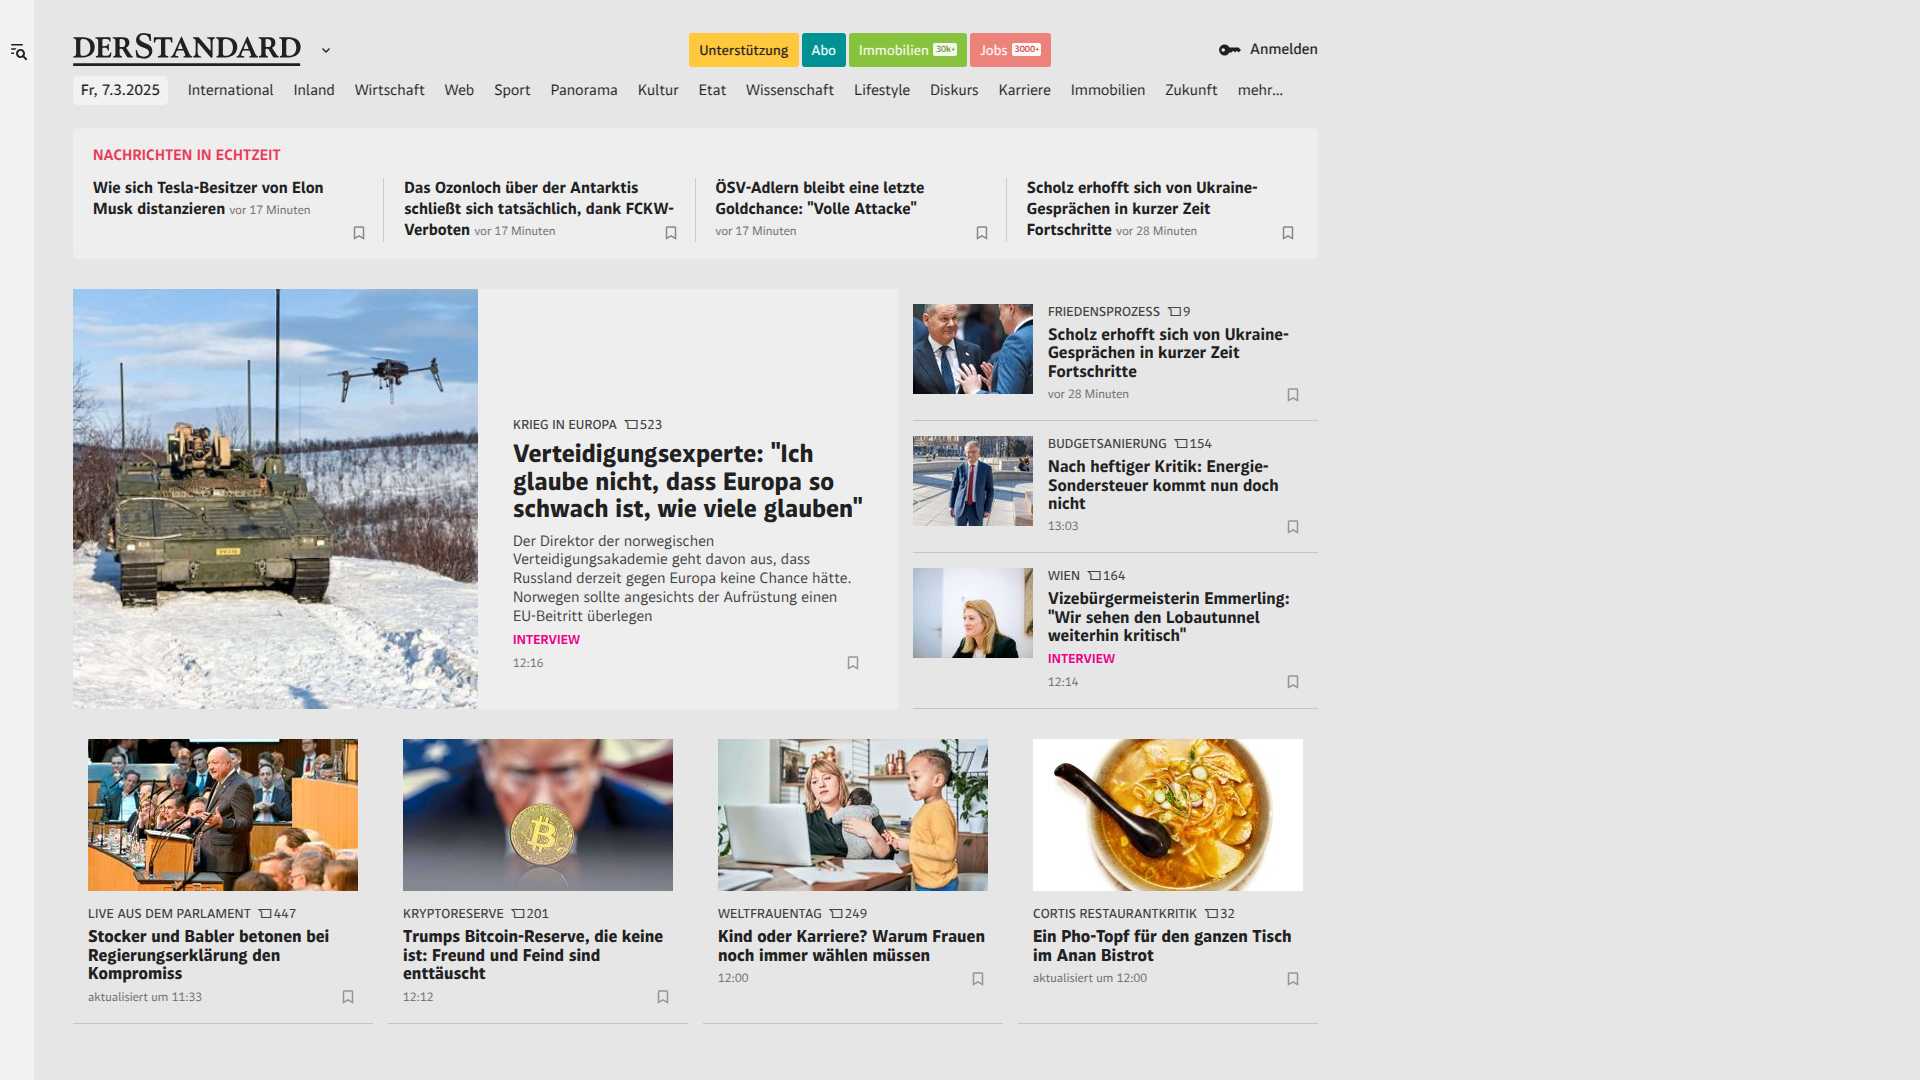 DERSTANDARD
Unterstützung
Abo
Immobilien 30k+
Jobs 3000+
Anmelden
Fr, 7.3.2025
International
Inland
Wirtschaft
Web
Sport
Panorama
Kultur
Etat
Wissenschaft
Lifestyle
Diskurs
Karriere
Immobilien
Zukunft
mehr...
NACHRICHTEN IN ECHTZEIT
Wie sich Tesla-Besitzer von Elon
Musk distanzieren vor 17 Minuten
Das Ozonloch über der Antarktis
schließt sich tatsächlich, dank FCKW-
Verboten vor 17 Minuten
ÖSV-Adlern bleibt eine letzte
Goldchance: "Volle Attacke"
vor 17 Minuten
Scholz erhofft sich von Ukraine-
Gesprächen in kurzer Zeit
Fortschritte vor 28 Minuten
KRIEG IN EUROPA 523
Verteidigungsexperte: "Ich
glaube nicht, dass Europa so
schwach ist, wie viele glauben"
Der Direktor der norwegischen
Verteidigungsakademie geht davon aus, dass
Russland derzeit gegen Europa keine Chance hätte.
Norwegen sollte angesichts der Aufrüstung einen
EU-Beitritt überlegen
INTERVIEW
12:16
FRIEDENSPROZESS 9
Scholz erhofft sich von Ukraine-
Gesprächen in kurzer Zeit
Fortschritte
vor 28 Minuten
BUDGETSANIERUNG 154
Nach heftiger Kritik: Energie-
Sondersteuer kommt nun doch
nicht
13:03
WIEN 164
Vizebürgermeisterin Emmerling:
"Wir sehen den Lobautunnel
weiterhin kritisch"
INTERVIEW
12:14
LIVE AUS DEM PARLAMENT 447
Stocker und Babler betonen bei
Regierungserklärung den
Kompromiss
aktualisiert um 11:33
KRYPTORESERVE 201
Trumps Bitcoin-Reserve, die keine
ist: Freund und Feind sind
enttäuscht
12:12
WELTFRAUENTAG 249
Kind oder Karriere? Warum Frauen
noch immer wählen müssen
12:00
CORTIS RESTAURANTKRITIK 32
Ein Pho-Topf für den ganzen Tisch
im Anan Bistrot
aktualisiert um 12:00